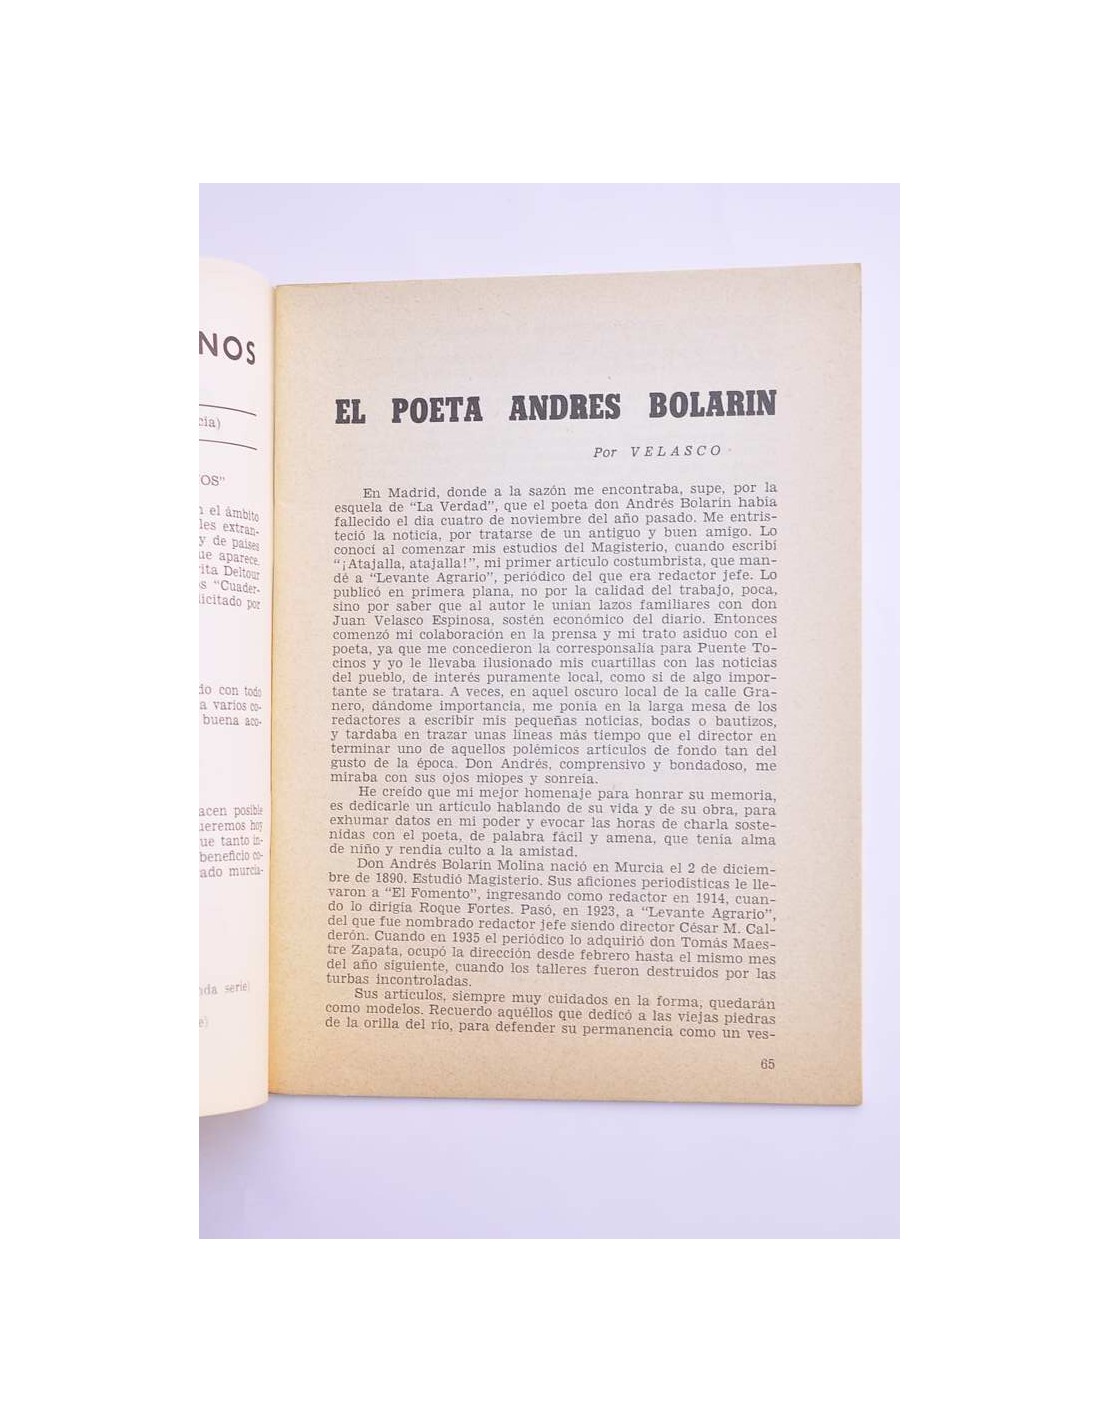 NOS
cía)
OS"
n el ámbito
les extran-
y de países
ue aparece.
rita Deltour
os "Cuader-
licitado por
do con todo
a varios co-
buena aco-
acen posible
ueremos hoy
ue tanto in-
beneficio co-
ado murcia-
nda serie)
e)
EL POETA ANDRES BOLARIN
Por VELASCO
En Madrid, donde a la sazón me encontraba, supe, por la
esquela de "La Verdad", que el poeta don Andrés Bolarín había
fallecido el día cuatro de noviembre del año pasado. Me entris-
teció la noticia, por tratarse de un antiguo y buen amigo. Lo
conocí al comenzar mis estudios del Magisterio, cuando escribí
"¡Atajalla, atajalla!", mi primer artículo costumbrista, que man-
dé a "Levante Agrario", periódico del que era redactor jefe. Lo
publicó en primera plana, no por la calidad del trabajo, poca,
sino por saber que al autor le unían lazos familiares con don
Juan Velasco Espinosa, sostén económico del diario. Entonces
comenzó mi colaboración en la prensa y mi trato asiduo con el
poeta, ya que me concedieron la corresponsalía para Puente To-
cinos y yo le llevaba ilusionado mis cuartillas con las noticias
del pueblo, de interés puramente local, como si de algo impor-
tante se tratara. A veces, en aquel oscuro local de la calle Gra-
nero, dándome importancia, me ponía en la larga mesa de los
redactores a escribir mis pequeñas noticias, bodas o bautizos,
y tardaba en trazar unas líneas más tiempo que el director en
terminar uno de aquellos polémicos artículos de fondo tan del
gusto de la época. Don Andrés, comprensivo y bondadoso, me
miraba con sus ojos miopes y sonreía.
He creído que mi mejor homenaje para honrar su memoria,
es dedicarle un artículo hablando de su vida y de su obra, para
exhumar datos en mi poder y evocar las horas de charla soste-
nidas con el poeta, de palabra fácil y amena, que tenía alma
de niño y rendía culto a la amistad.
Don Andrés Bolarín Molina nació en Murcia el 2 de diciem-
bre de 1890. Estudió Magisterio. Sus aficiones periodísticas le lle-
varon a "El Fomento", ingresando como redactor en 1914, cuan-
do lo dirigía Roque Fortes. Pasó, en 1923, a "Levante Agrario",
del que fue nombrado redactor jefe siendo director César M. Cal-
derón. Cuando en 1935 el periódico lo adquirió don Tomás Maes-
tre Zapata, ocupó la dirección desde febrero hasta el mismo mes
del año siguiente, cuando los talleres fueron destruidos por las
turbas incontroladas.
Sus artículos, siempre muy cuidados en la forma, quedarán
como modelos. Recuerdo aquéllos que dedicó a las viejas piedras
de la orilla del río, para defender su permanencia como un ves-
65